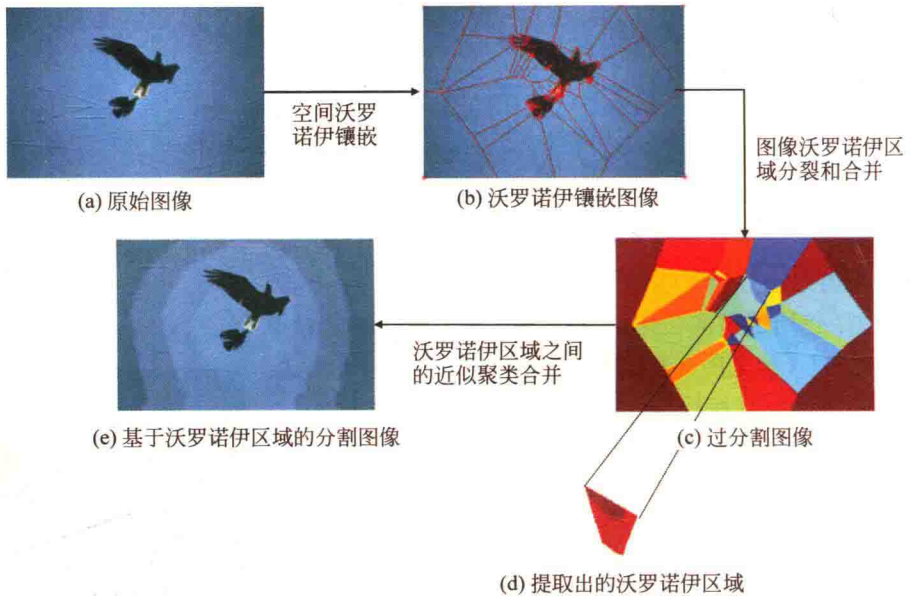 空间沃罗
诺伊镶嵌
图像沃罗诺伊区
域分裂和合并
(a) 原始图像
(b) 沃罗诺伊镶嵌图像
沃罗诺伊区域之间
的近似聚类合并
(e) 基于沃罗诺伊区域的分割图像
(c) 过分割图像
(d) 提取出的沃罗诺伊区域